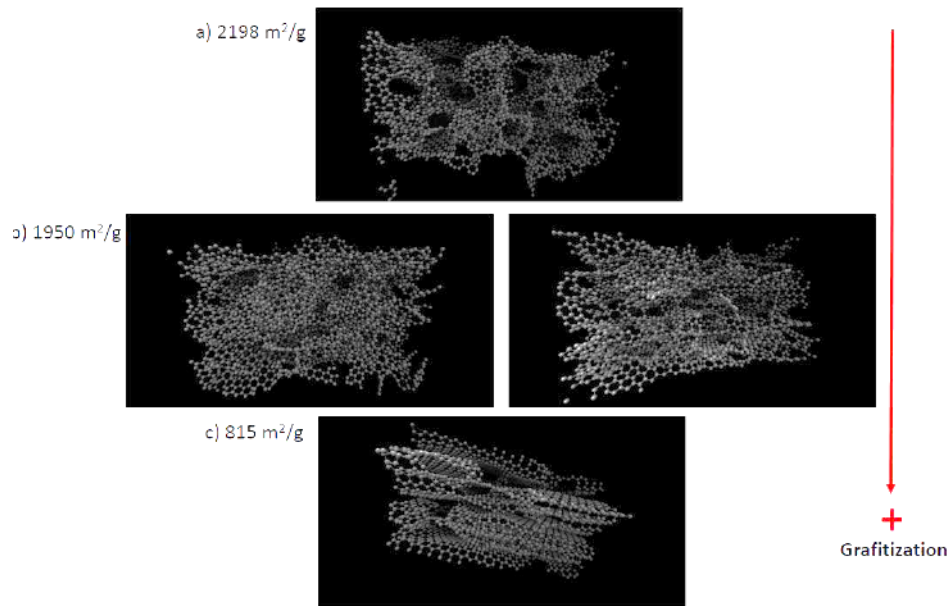 a) 2198 m²/g
b) 1950 m²/g
c) 815 m²/g
+
Grafitization